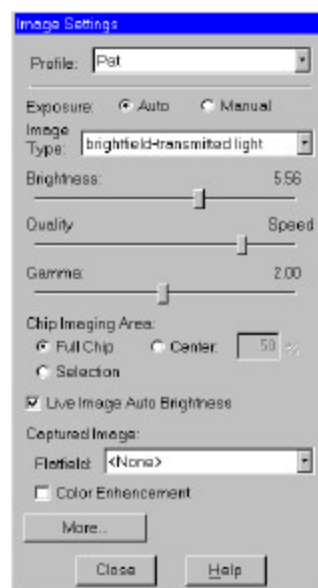 Image Settings
Profile: Pat
Exposure: Auto Manual
Image
Type: brightfield-transmitted light
Brightness: 5.56
Quality Speed
Gamma: 2.00
Chip Imaging Area:
Full Chip Center: 50 %
Selection
Live Image Auto Brightness
Captured Image:
Flatfield: <None>
Color Enhancement
More...
Close Help